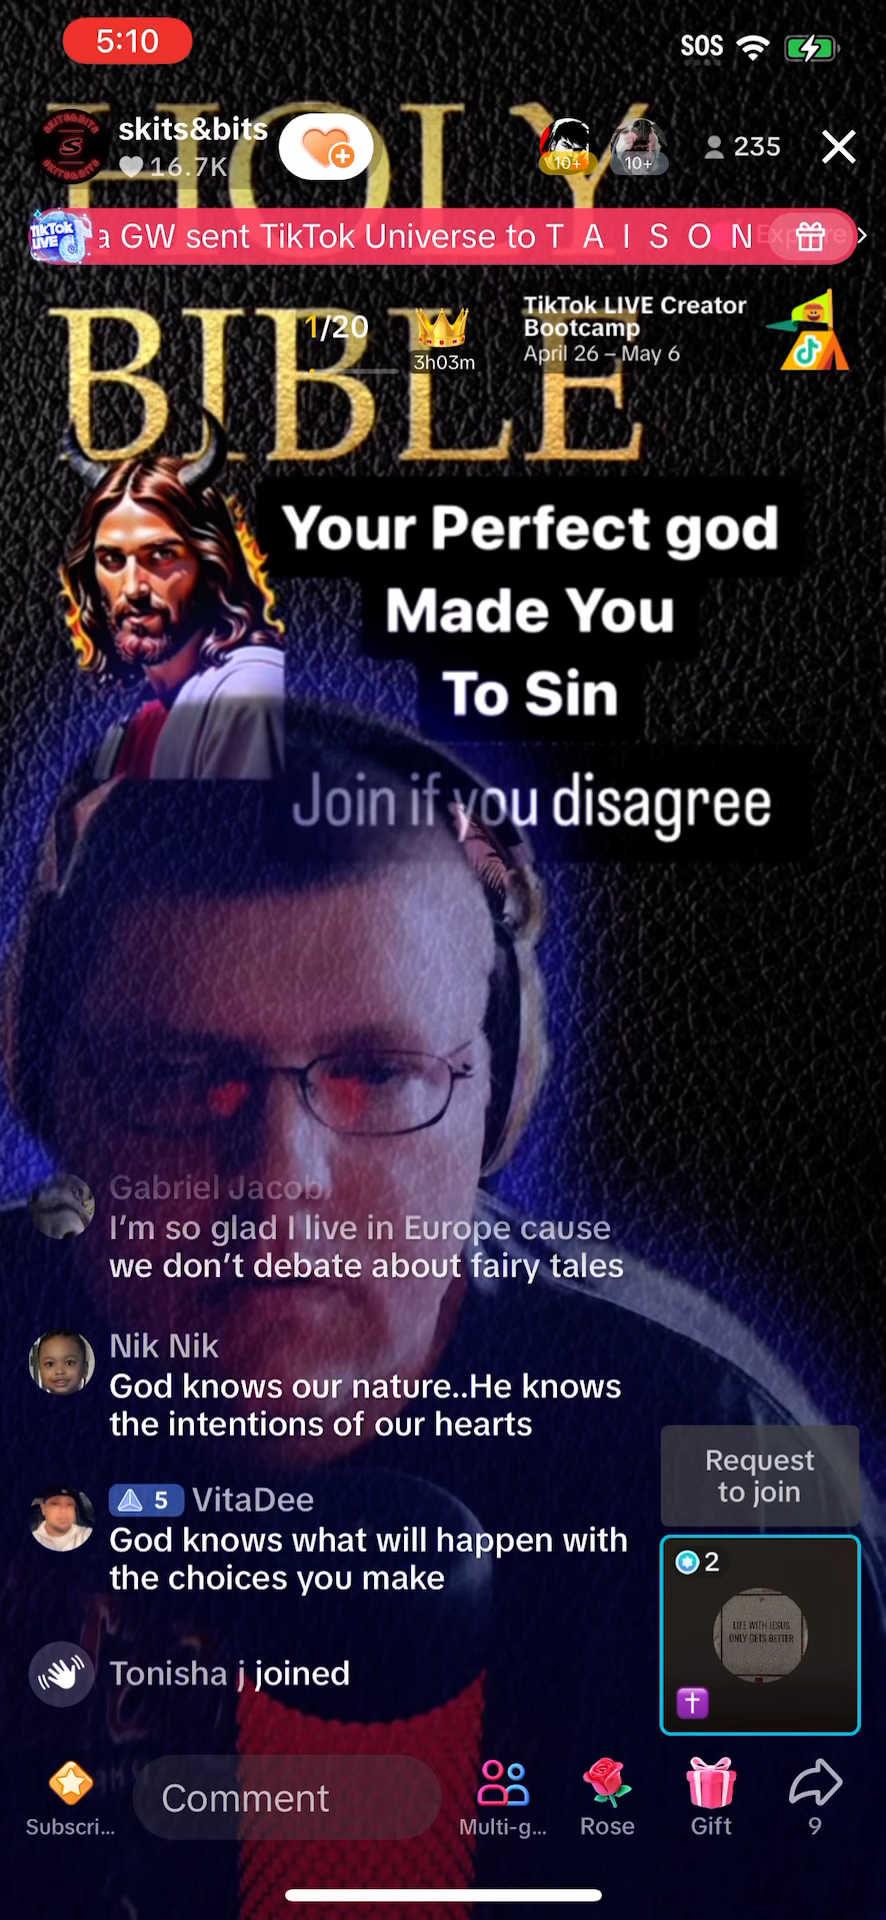 5:10
SOS
HOLY
skits&bits
16.7K
10+
10+
235
a GW sent TikTok Universe to T A I S O N
BIBLE
1/20
3h03m
TikTok LIVE Creator
Bootcamp
April 26 – May 6
Your Perfect god
Made You
To Sin
Join if you disagree
Gabriel Jacob
I’m so glad I live in Europe cause
we don’t debate about fairy tales
Nik Nik
God knows our nature..He knows
the intentions of our hearts
5 VitaDee
God knows what will happen with
the choices you make
Tonisha j joined
Request
to join
2
LIFE WITH JESUS
ONLY GETS BETTER
Comment
Subscri...
Multi-g...
Rose
Gift
9